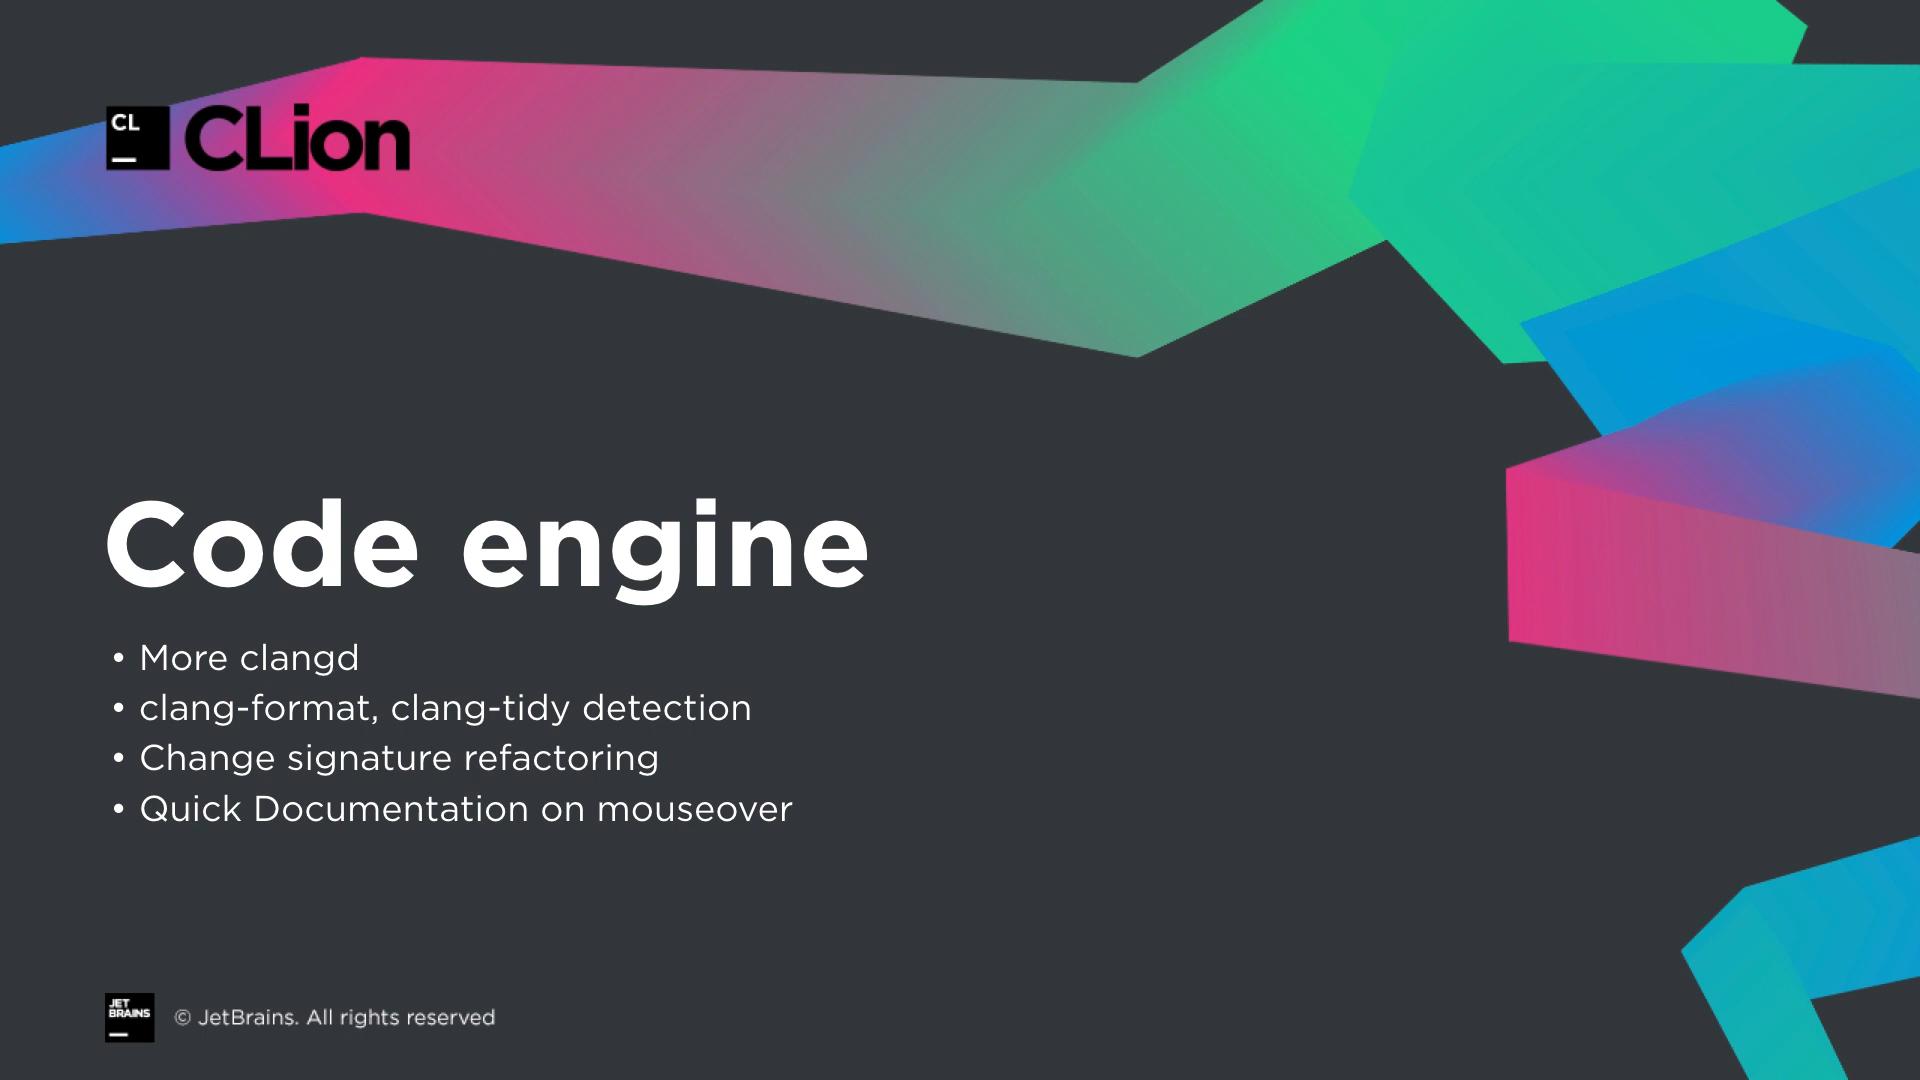 CL
CLion
Code engine
• More clangd
• clang-format, clang-tidy detection
• Change signature refactoring
• Quick Documentation on mouseover
JET
BRAINS
© JetBrains. All rights reserved